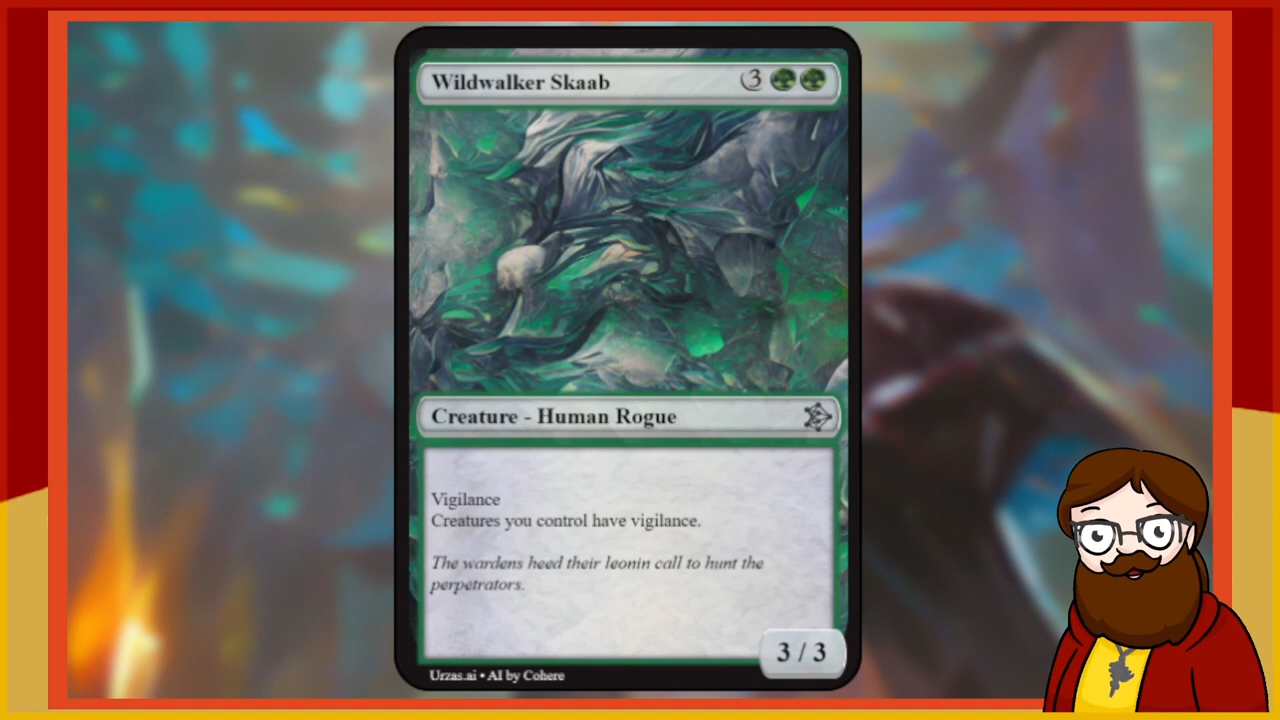 Wildwalker Skaab 3
Creature - Human Rogue
Vigilance
Creatures you control have vigilance.
The wardens heed their leonin call to hunt the
perpetrators.
3 / 3
Urzas.ai • AI by Cohere